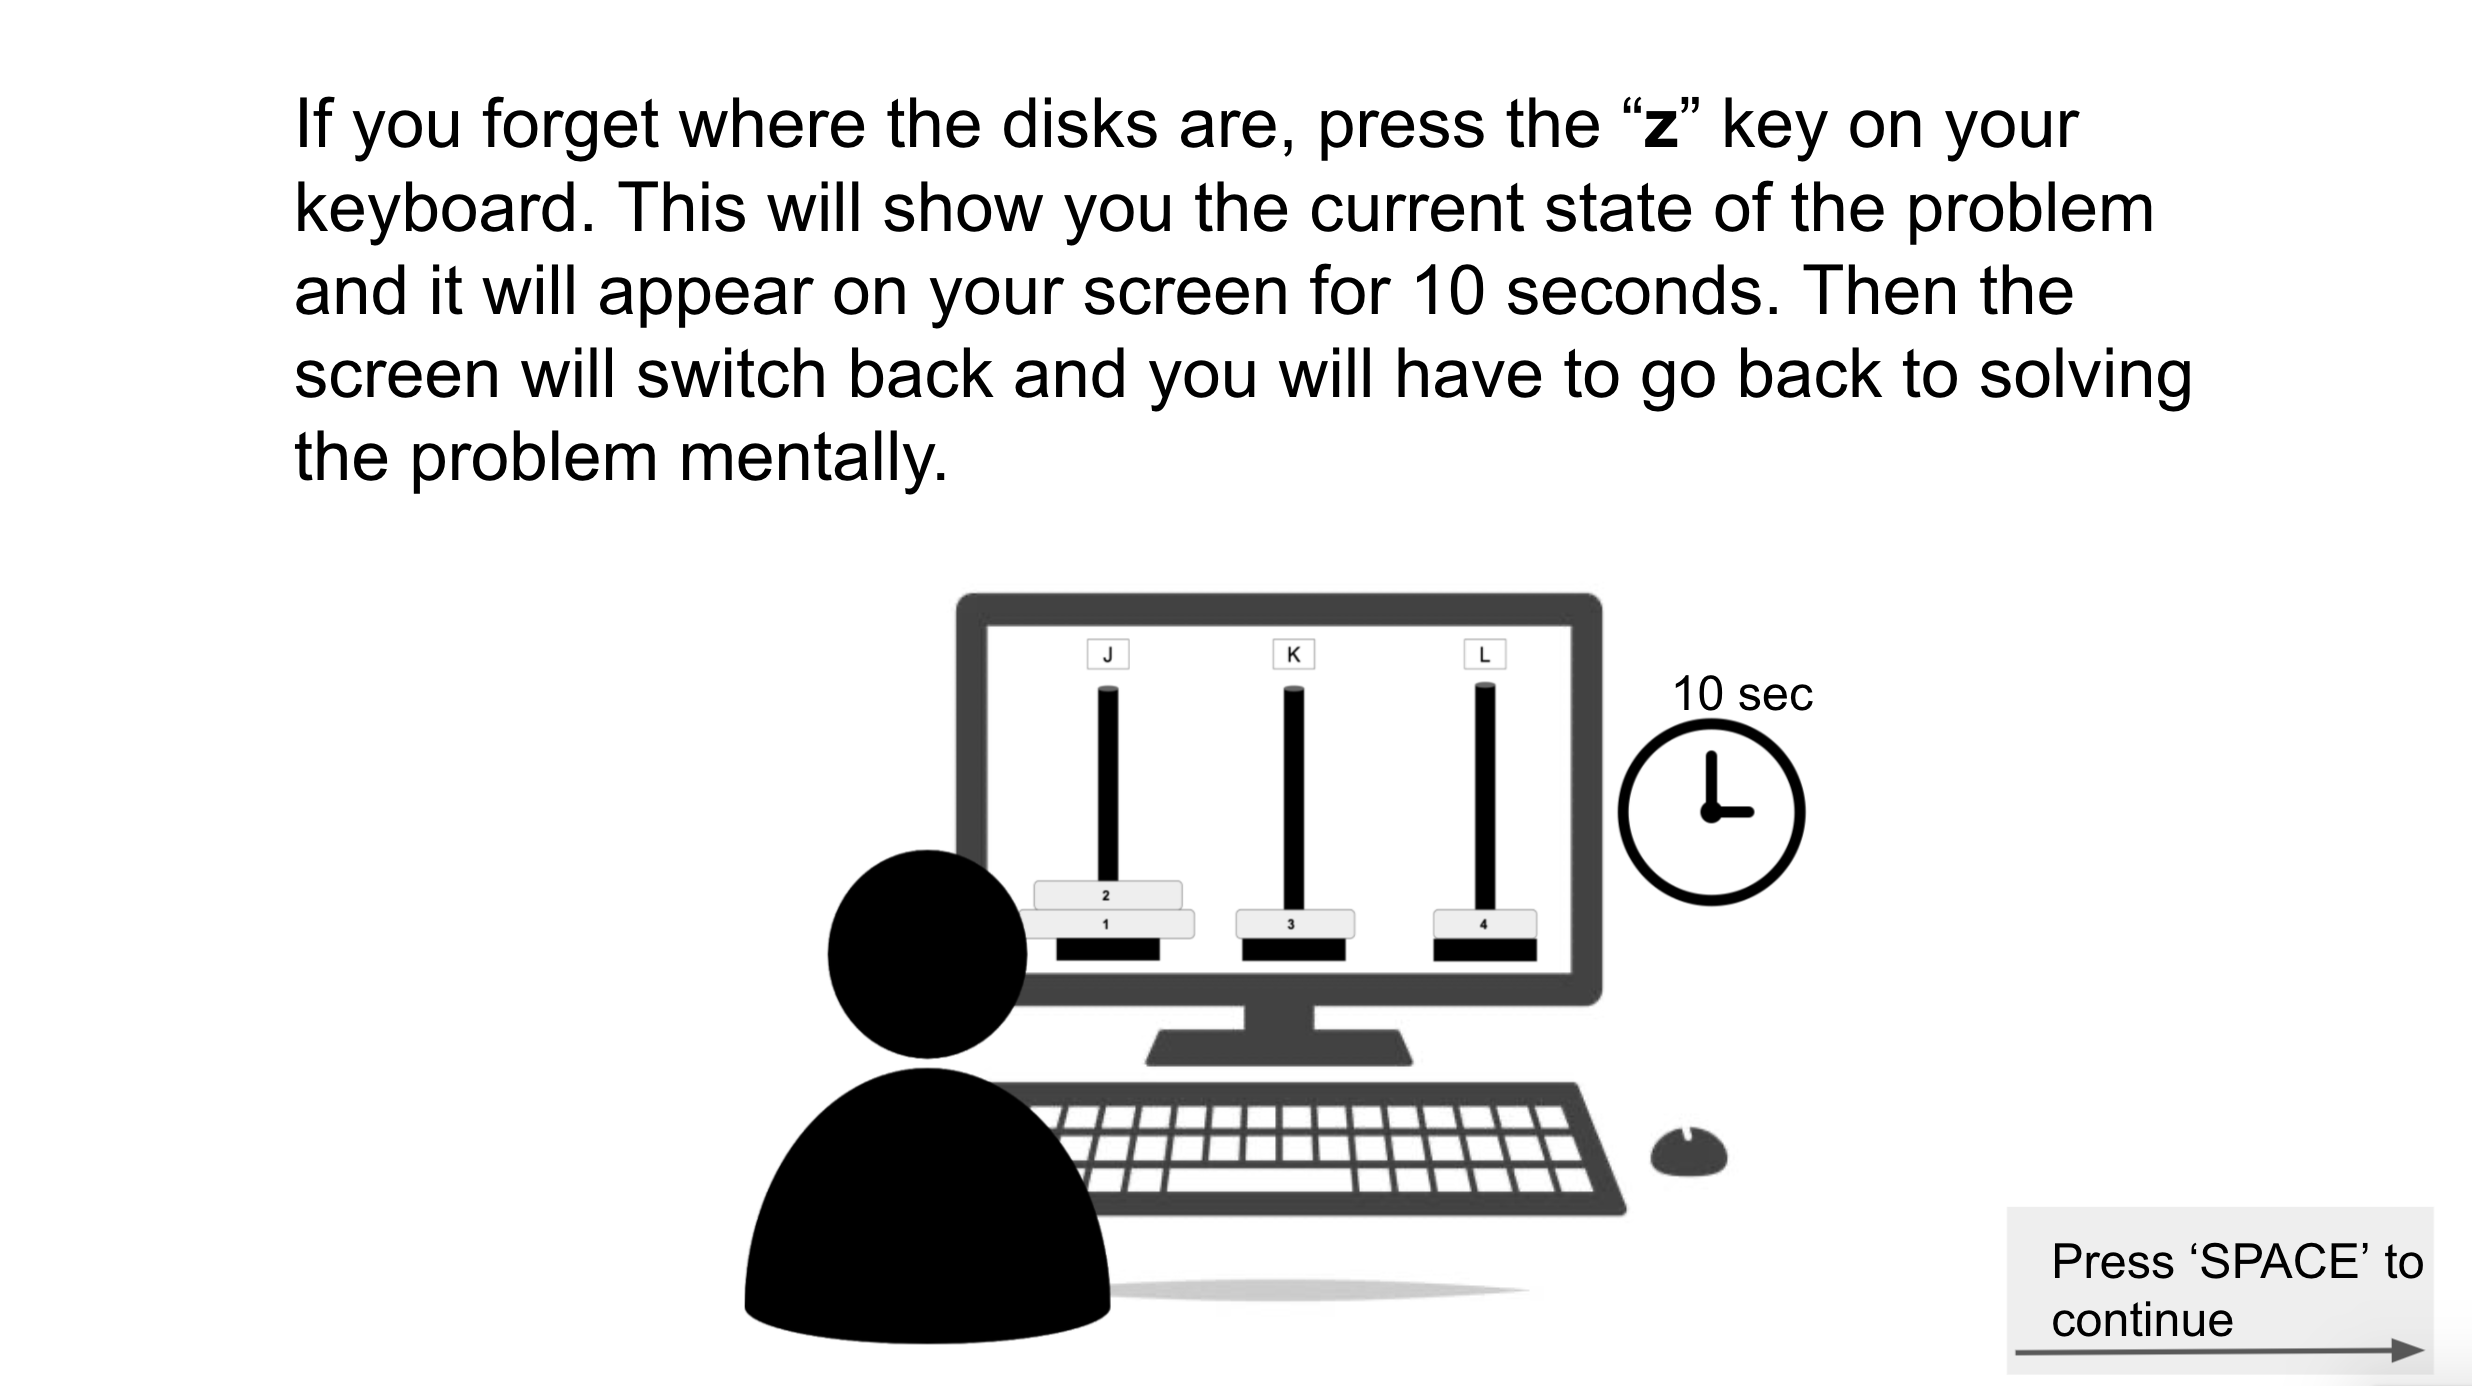 If you forget where the disks are, press the “z” key on your
keyboard. This will show you the current state of the problem
and it will appear on your screen for 10 seconds. Then the
screen will switch back and you will have to go back to solving
the problem mentally.
J K L
10 sec
2
1 3 4
Press ‘SPACE’ to
continue